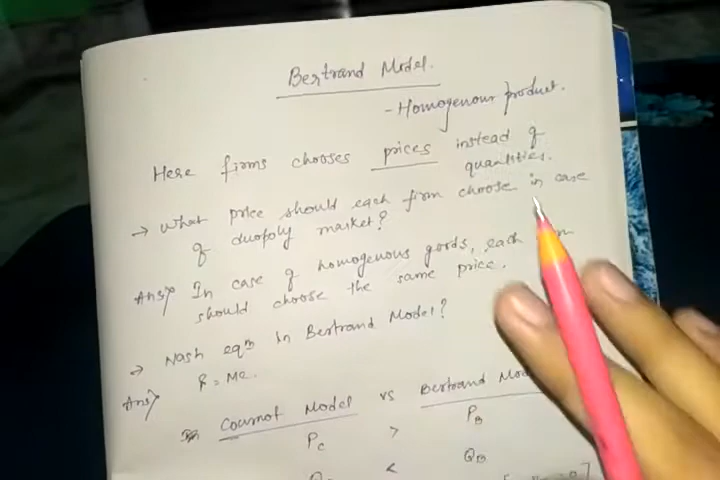 Bertrand Model.
- Homogenous product.
Here firms chooses prices instead of
quantities.
→ What price should each firm choose in case
of duopoly market?
Ans) In case of homogenous goods, each
should choose the same price.
→ Nash eqm in Bertrand Model?
Ans) P = MC.
Cournot Model vs Bertrand
Pc > PB
< QB